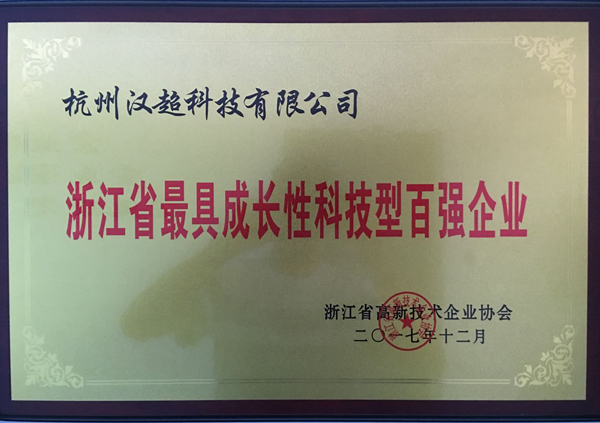 杭州汉超科技有限公司
浙江省最具成长性科技型百强企业
浙江省高新技术企业协会
二〇一七年十二月